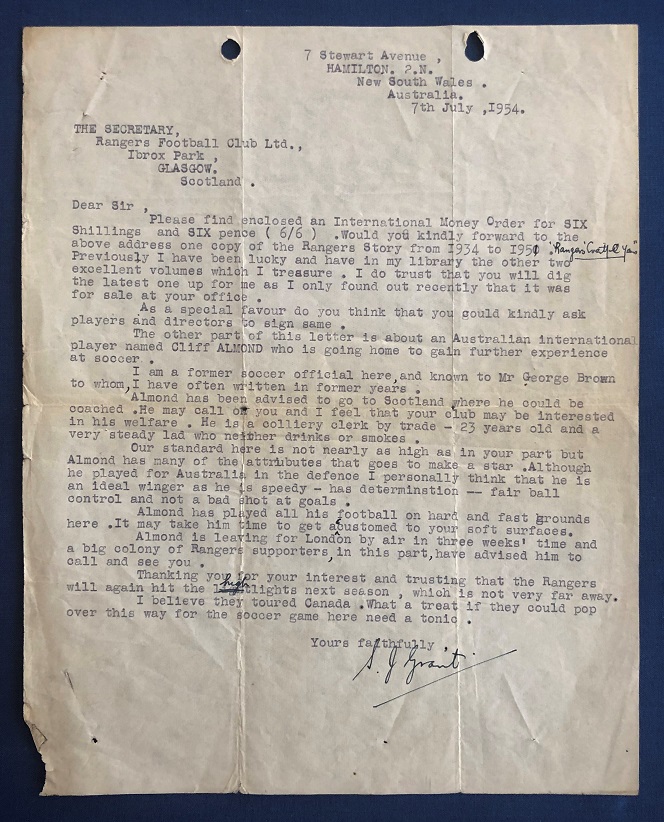 7 Stewart Avenue ,
HAMILTON. 2.N.
New South Wales .
Australia.
7th July ,I954.
THE SECRETARY,
Rangers Football Club Ltd.,
Ibrox Park ,
GLASGOW.
Scotland .
Dear Sir ,
Please find enclosed an International Money Order for SIX
Shillings and SIX pence ( 6/6 ) .Would you kindly forward to the
above address one copy of the Rangers Story from I934 to I951 .
Previously I have been lucky and have in my library the other two
excellent volumes which I treasure . I do trust that you will dig
the latest one up for me as I only found out recently that it was
for sale at your office .
As a special favour do you think that you could kindly ask
players and directors to sign same .
The other part of this letter is about an Australian international
player named Cliff ALMOND who is going home to gain further experience
at soccer .
I am a former soccer official here,and known to Mr George Brown
to whom,I have often written in former years .
Almond has been advised to go to Scotland where he could be
coached .He may call on you and I feel that your club may be interested
in his welfare . He is a colliery clerk by trade - 23 years old and a
very steady lad who neither drinks or smokes .
Our standard here is not nearly as high as in your part but
Almond has many of the attributes that goes to make a star .Although
he played for Australia in the defence I personally think that he is
an ideal winger as he is speedy - has determinstion -- fair ball
control and not a bad shot at goals .
Almond has played all his football on hard and fast grounds
here .It may take him time to get acustomed to your soft surfaces.
Almond is leaving for London by air in three weeks' time and
a big colony of Rangers supporters,in this part,have advised him to
call and see you .
Thanking you for your interest and trusting that the Rangers
will again hit the highlights next season , which is not very far away.
I believe they toured Canada .What a treat if they could pop
over this way for the soccer game here need a tonic .
Yours faithfully
S. J Grant